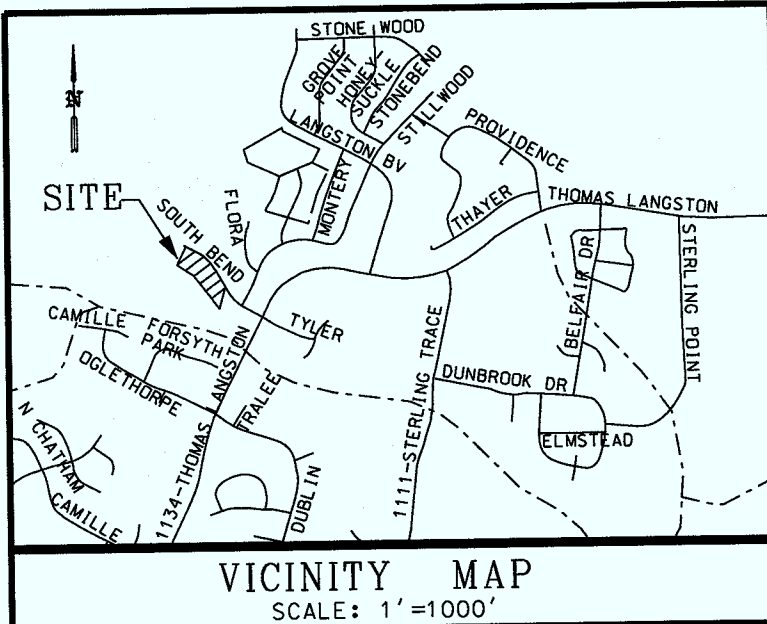 STONE WOOD
GROVE
POINT
HONEY-
SUCKLE
STONEBEND
STILLWOOD
N
LANGSTON BV
PROVIDENCE
MONTERY
SITE
FLORA
THAYER
THOMAS LANGSTON
SOUTH BEND
STERLING POINT
BELFAIR DR
CAMILLE
FORSYTH
PARK
TYLER
OGLETHORPE
1134-THOMAS ANGSTON
TRALEE
1111-STERLING TRACE
DUNBROOK DR
ELMSTEAD
N CHATHAM
CAMILLE
DUBLIN
VICINITY MAP
SCALE: 1'=1000'